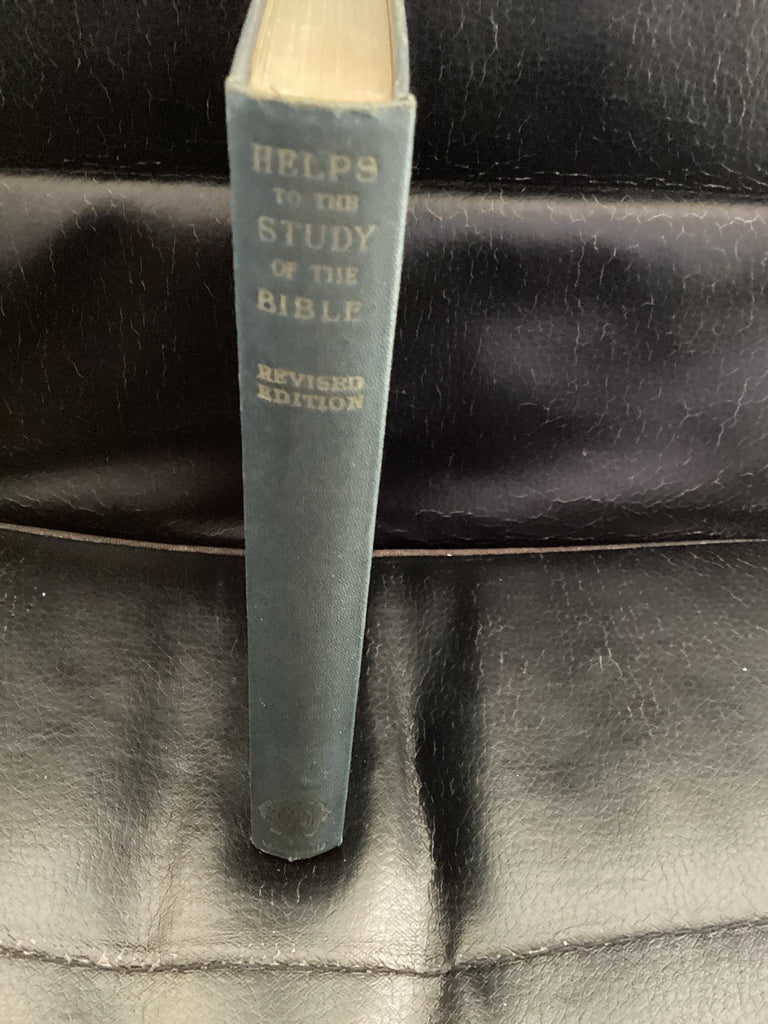 HELPS
TO THE
STUDY
OF THE
BIBLE
REVISED
EDITION